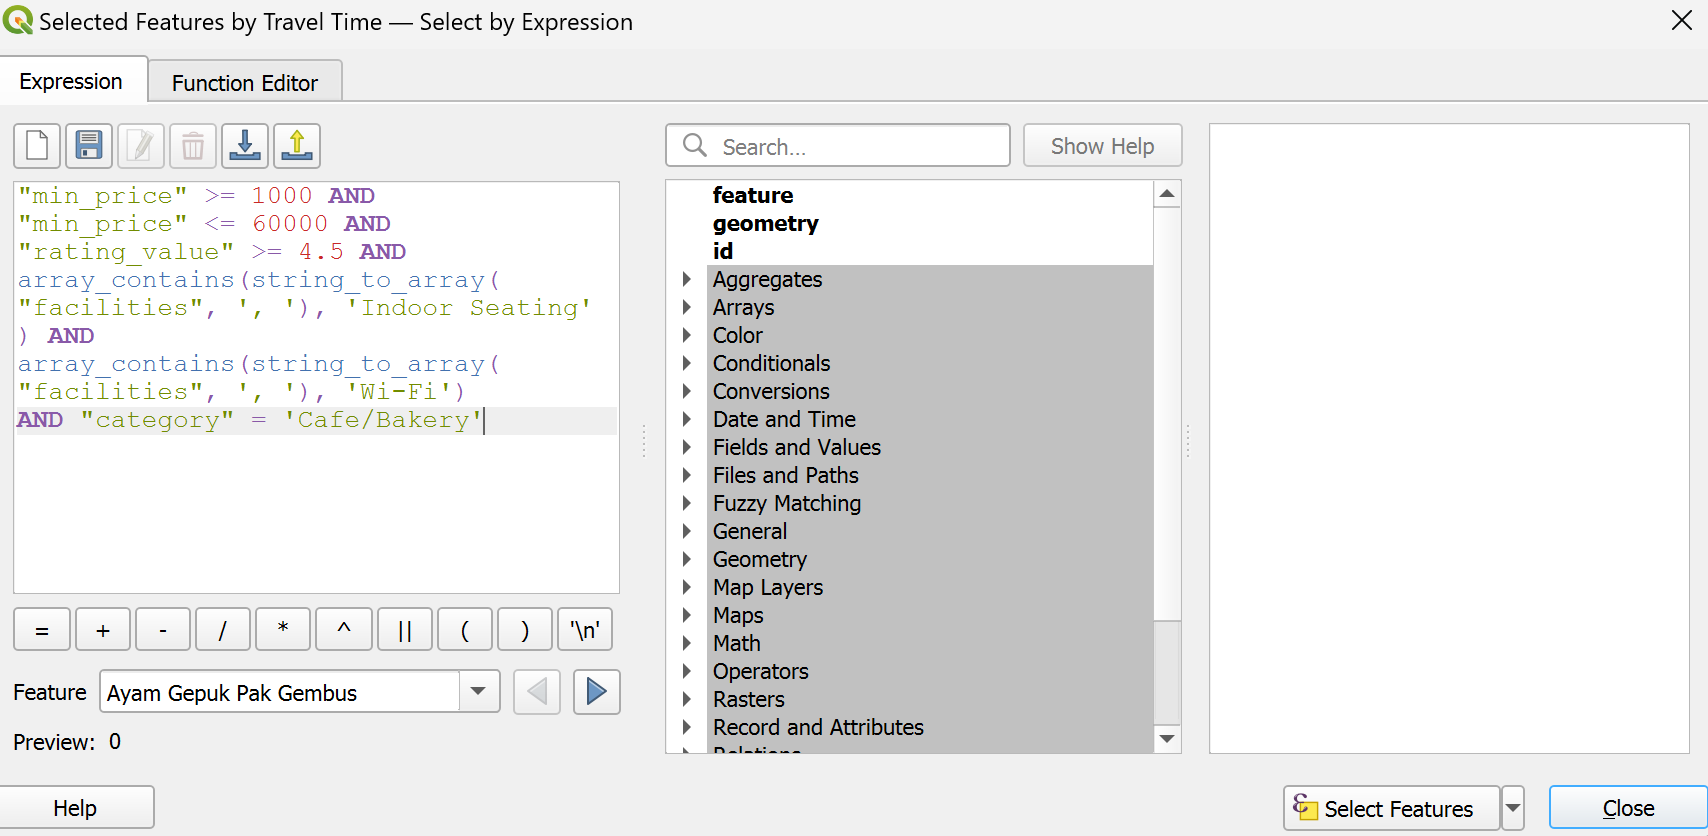 Selected Features by Travel Time — Select by Expression
Expression
Function Editor
Search...
Show Help
"min_price" >= 1000 AND
"min_price" <= 60000 AND
"rating_value" >= 4.5 AND
array_contains(string_to_array(
"facilities", ', '), 'Indoor Seating'
) AND
array_contains(string_to_array(
"facilities", ', '), 'Wi-Fi')
AND "category" = 'Cafe/Bakery'
= + - / * ^ || ( ) '\n'
Feature
Ayam Gepuk Pak Gembus
Preview: 0
feature
geometry
id
Aggregates
Arrays
Color
Conditionals
Conversions
Date and Time
Fields and Values
Files and Paths
Fuzzy Matching
General
Geometry
Map Layers
Maps
Math
Operators
Rasters
Record and Attributes
Relations
Help
Select Features
Close